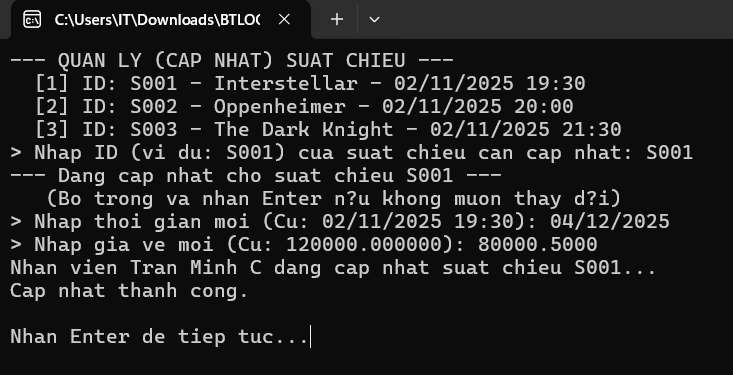 C:\Users\IT\Downloads\BTLOC
--- QUAN LY (CAP NHAT) SUAT CHIEU ---
[1] ID: S001 - Interstellar - 02/11/2025 19:30
[2] ID: S002 - Oppenheimer - 02/11/2025 20:00
[3] ID: S003 - The Dark Knight - 02/11/2025 21:30
> Nhap ID (vi du: S001) cua suat chieu can cap nhat: S001
--- Dang cap nhat cho suat chieu S001 ---
(Bo trong va nhan Enter n?u khong muon thay d?i)
> Nhap thoi gian moi (Cu: 02/11/2025 19:30): 04/12/2025
> Nhap gia ve moi (Cu: 120000.000000): 80000.5000
Nhan vien Tran Minh C dang cap nhat suat chieu S001...
Cap nhat thanh cong.
Nhan Enter de tiep tuc...